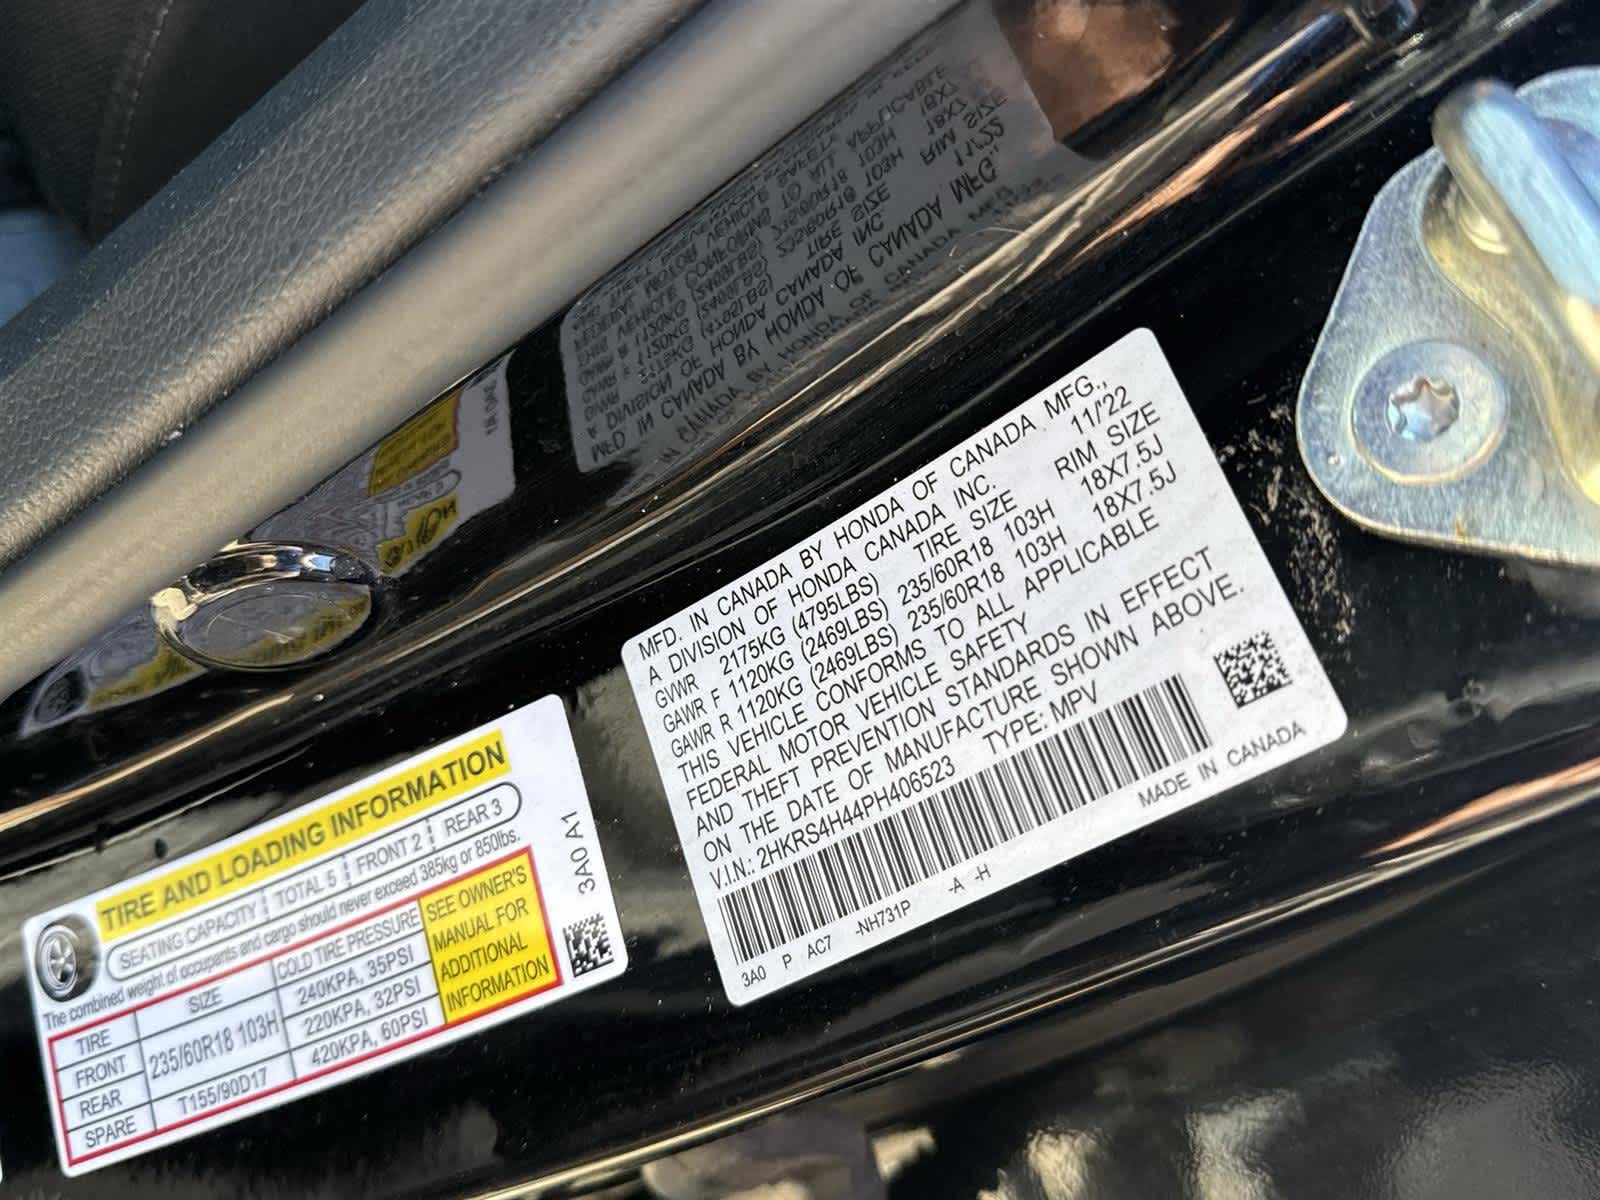 MFD. IN CANADA BY HONDA OF CANADA MFG.,
A DIVISION OF HONDA CANADA INC. 11/'22
GVWR 2175KG (4795LBS) TIRE SIZE RIM SIZE
GAWR F 1120KG (2469LBS) 235/60R18 103H 18X7.5J
GAWR R 1120KG (2469LBS) 235/60R18 103H 18X7.5J
THIS VEHICLE CONFORMS TO ALL APPLICABLE
FEDERAL MOTOR VEHICLE SAFETY
AND THEFT PREVENTION STANDARDS IN EFFECT
ON THE DATE OF MANUFACTURE SHOWN ABOVE.
V.I.N.: 2HKRS4H44PH406523 TYPE: MPV
3A0 P AC7 -NH731P -A -H MADE IN CANADA
TIRE AND LOADING INFORMATION
SEATING CAPACITY TOTAL 5 FRONT 2 REAR 3
The combined weight of occupants and cargo should never exceed 385kg or 850lbs.
TIRE SIZE COLD TIRE PRESSURE
FRONT 235/60R18 103H 240KPA, 35PSI
REAR 220KPA, 32PSI
SPARE T155/90D17 420KPA, 60PSI
SEE OWNER'S
MANUAL FOR
ADDITIONAL
INFORMATION
3A0 A1